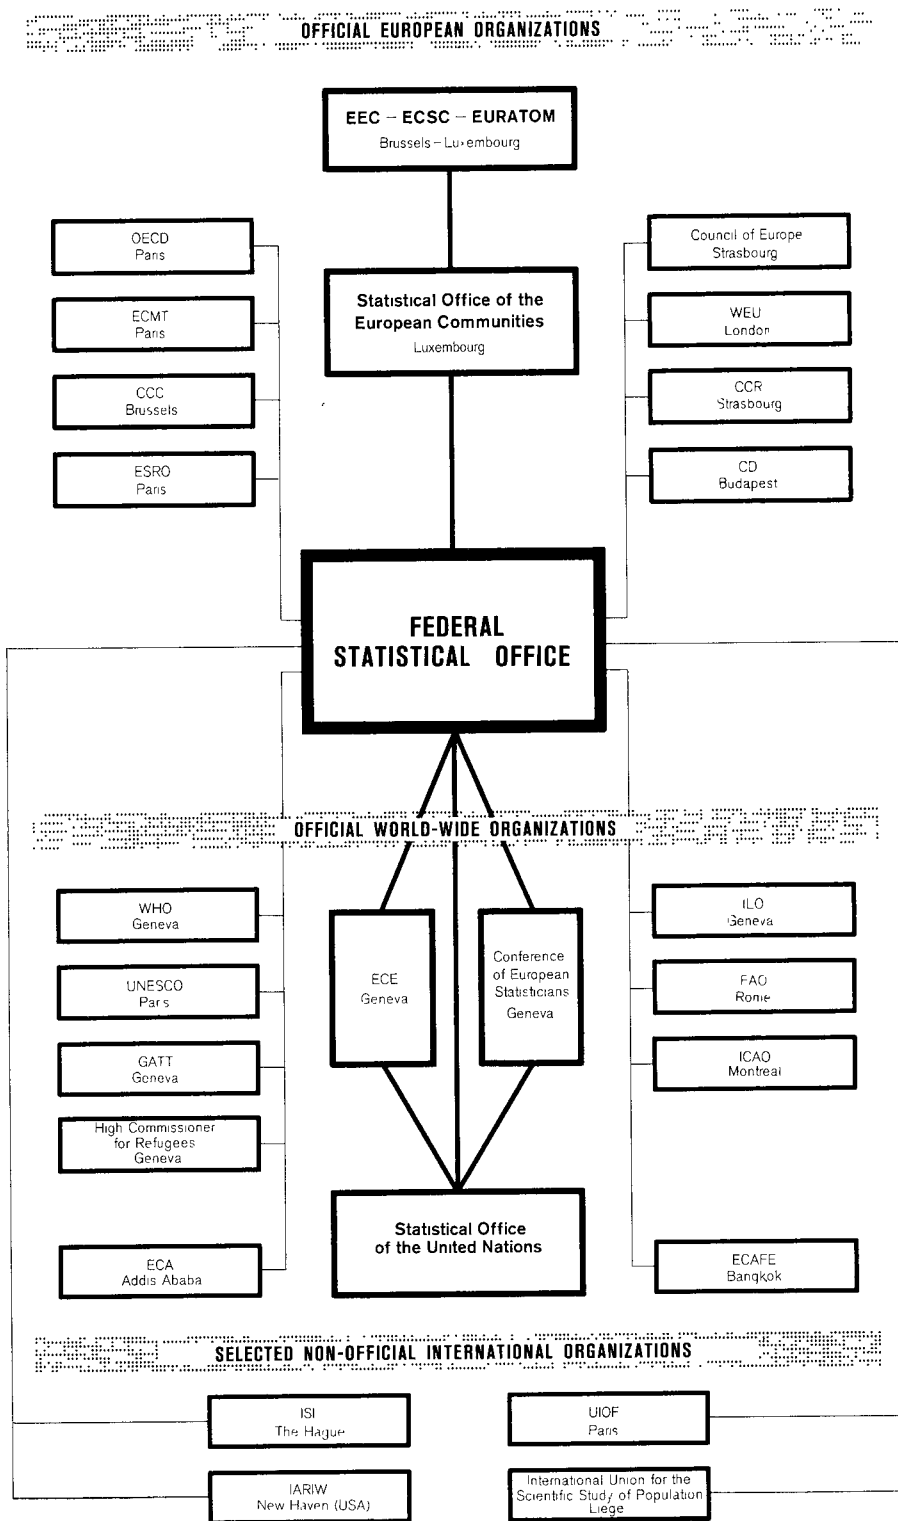 OFFICIAL EUROPEAN ORGANIZATIONS
EEC – ECSC – EURATOM
Brussels – Luxembourg
OECD
Paris
ECMT
Paris
CCC
Brussels
ESRO
Paris
Statistical Office of the
European Communities
Luxembourg
Council of Europe
Strasbourg
WEU
London
CCR
Strasbourg
CD
Budapest
FEDERAL
STATISTICAL OFFICE
OFFICIAL WORLD-WIDE ORGANIZATIONS
WHO
Geneva
UNESCO
Paris
GATT
Geneva
High Commissioner
for Refugees
Geneva
ECA
Addis Ababa
ECE
Geneva
Conference
of European
Statisticians
Geneva
Statistical Office
of the United Nations
ILO
Geneva
FAO
Rome
ICAO
Montreal
ECAFE
Bangkok
SELECTED NON-OFFICIAL INTERNATIONAL ORGANIZATIONS
ISI
The Hague
IARIW
New Haven (USA)
UIOF
Paris
International Union for the
Scientific Study of Population
Liege